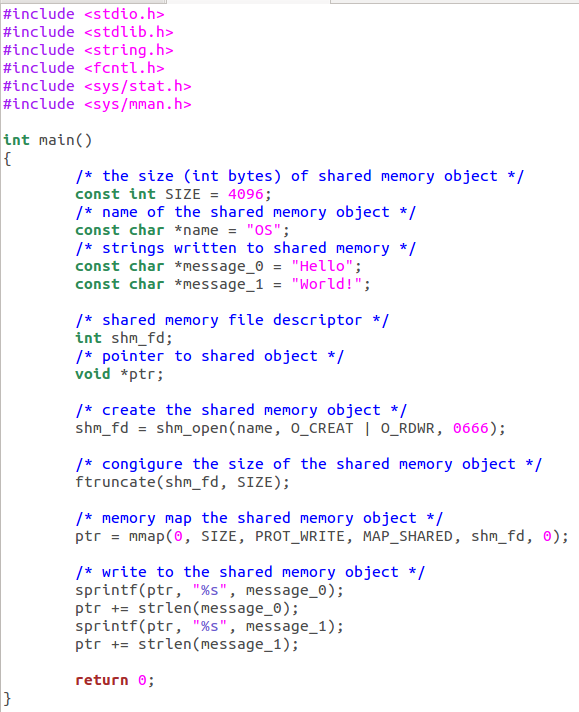 #include <stdio.h>
#include <stdlib.h>
#include <string.h>
#include <fcntl.h>
#include <sys/stat.h>
#include <sys/mman.h>

int main()
{
        /* the size (int bytes) of shared memory object */
        const int SIZE = 4096;
        /* name of the shared memory object */
        const char *name = "OS";
        /* strings written to shared memory */
        const char *message_0 = "Hello";
        const char *message_1 = "World!";

        /* shared memory file descriptor */
        int shm_fd;
        /* pointer to shared object */
        void *ptr;

        /* create the shared memory object */
        shm_fd = shm_open(name, O_CREAT | O_RDWR, 0666);

        /* congigure the size of the shared memory object */
        ftruncate(shm_fd, SIZE);

        /* memory map the shared memory object */
        ptr = mmap(0, SIZE, PROT_WRITE, MAP_SHARED, shm_fd, 0);

        /* write to the shared memory object */
        sprintf(ptr, "%s", message_0);
        ptr += strlen(message_0);
        sprintf(ptr, "%s", message_1);
        ptr += strlen(message_1);

        return 0;
}